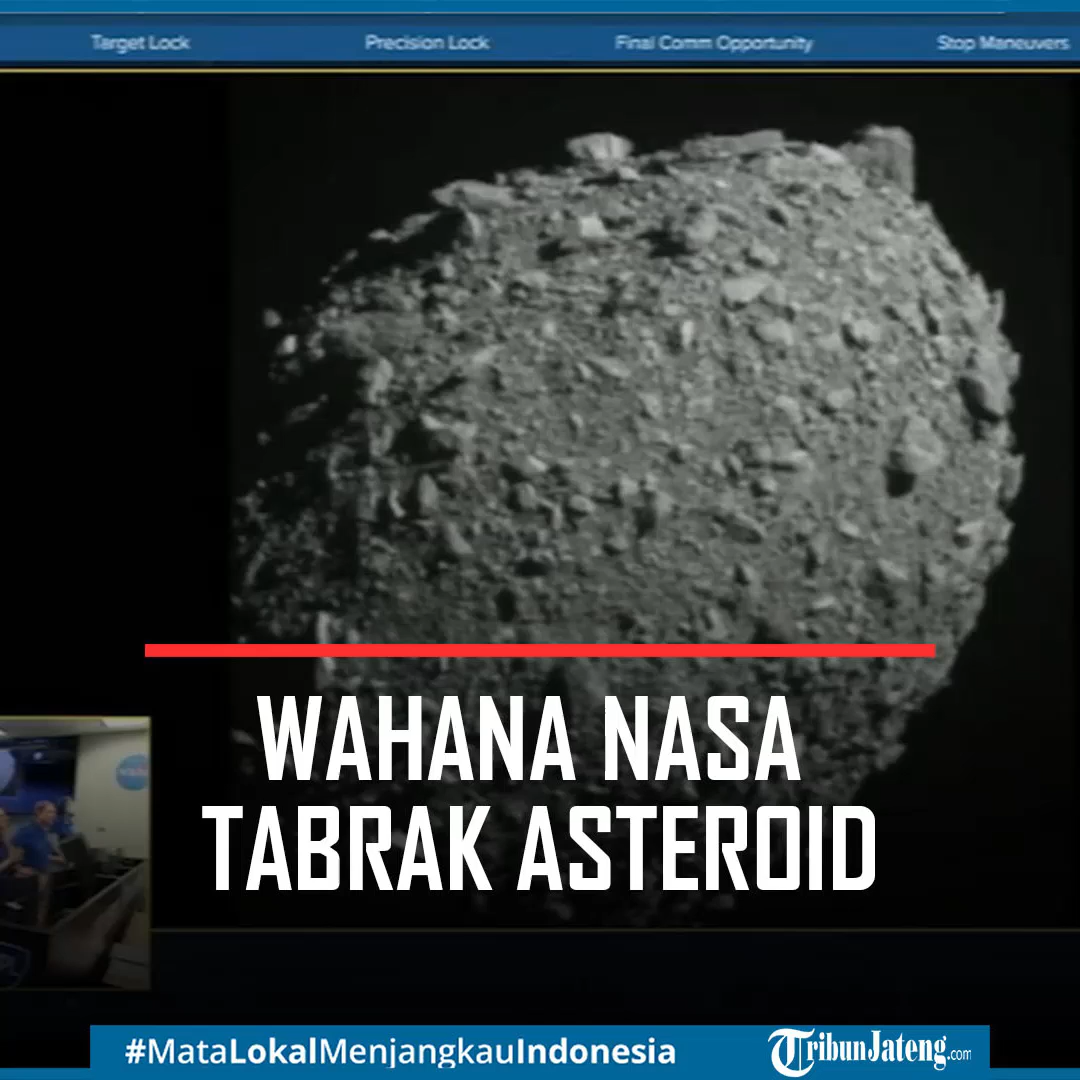 Target Lock Precision Lock Final Comm Opportunity Stop Maneuvers
WAHANA NASA
TABRAK ASTEROID
#MataLokalMenjangkauIndonesia
TribunJateng.com